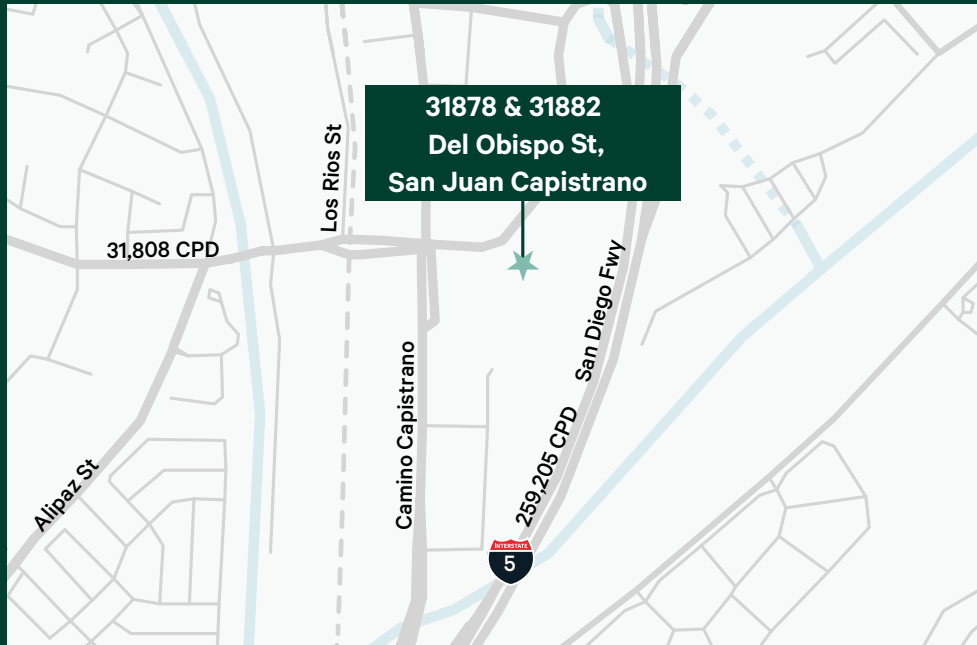 31878 & 31882
Del Obispo St,
San Juan Capistrano
Los Rios St
31,808 CPD
San Diego Fwy
Camino Capistrano
259,205 CPD
Alipaz St
INTERSTATE
5